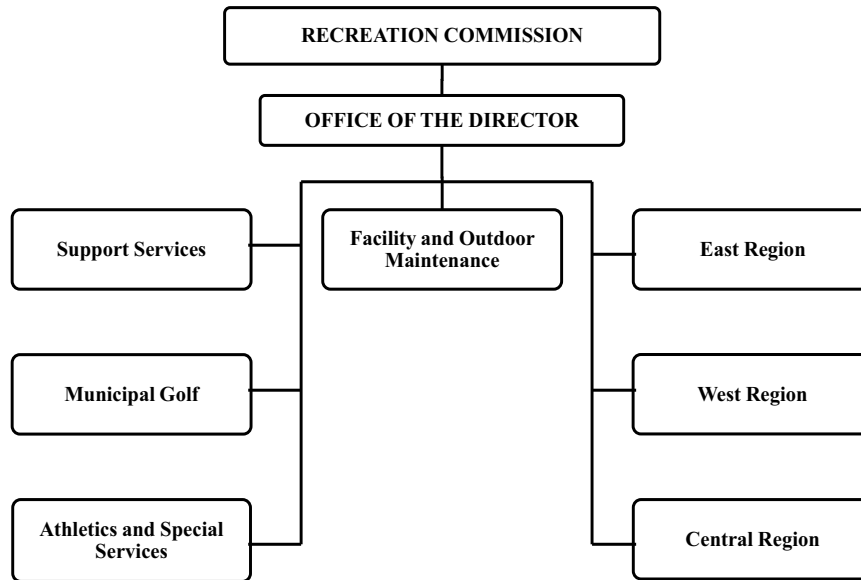 RECREATION COMMISSION
OFFICE OF THE DIRECTOR
Support Services
Facility and Outdoor
Maintenance
East Region
Municipal Golf
West Region
Athletics and Special
Services
Central Region